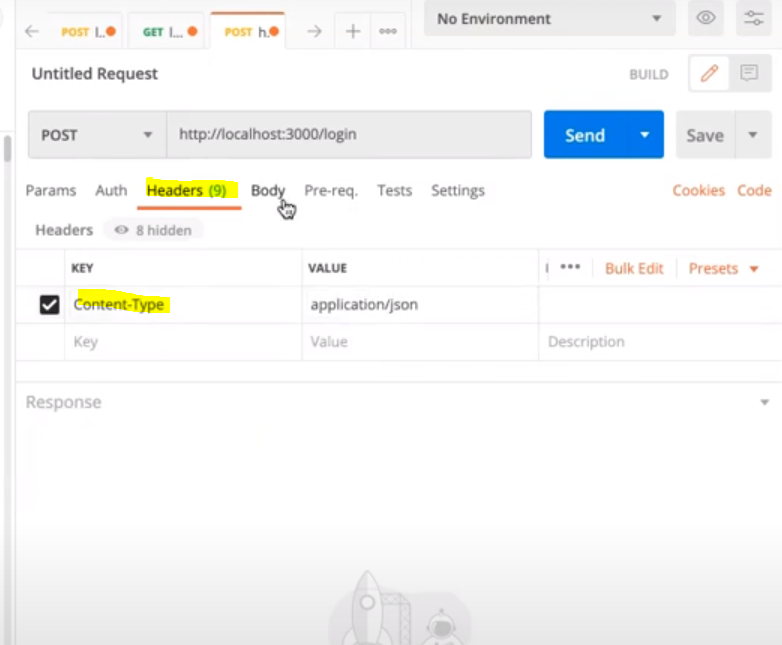 POST l.. GET l... POST h. No Environment
Untitled Request BUILD
POST http://localhost:3000/login Send Save
Params Auth Headers (9) Body Pre-req. Tests Settings Cookies Code
Headers 8 hidden
KEY VALUE ••• Bulk Edit Presets
Content-Type application/json
Key Value Description
Response